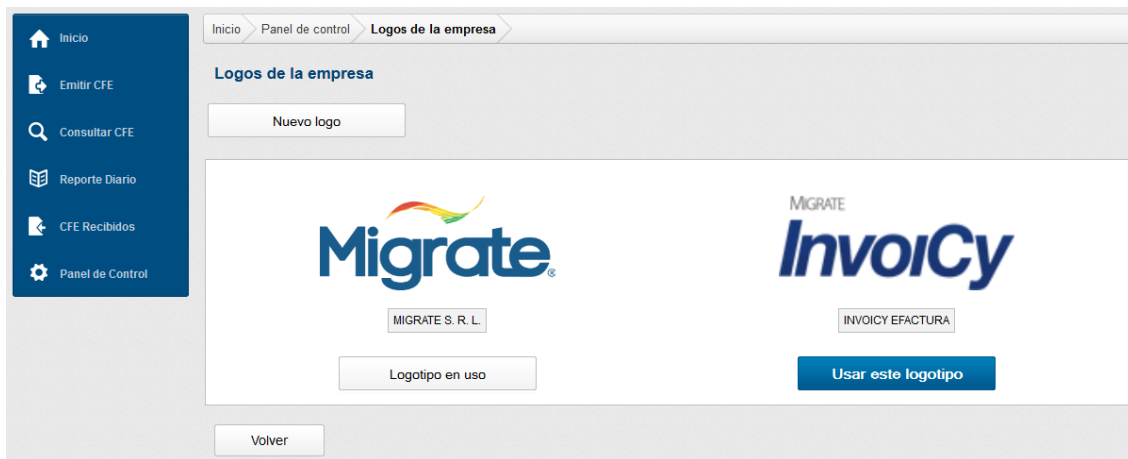 Inicio
Emitir CFE
Consultar CFE
Reporte Diario
CFE Recibidos
Panel de Control
Inicio Panel de control Logos de la empresa
Logos de la empresa
Nuevo logo
Migrate®
MIGRATE S. R. L.
Logotipo en uso
MIGRATE
InvoiCy
INVOICY EFACTURA
Usar este logotipo
Volver